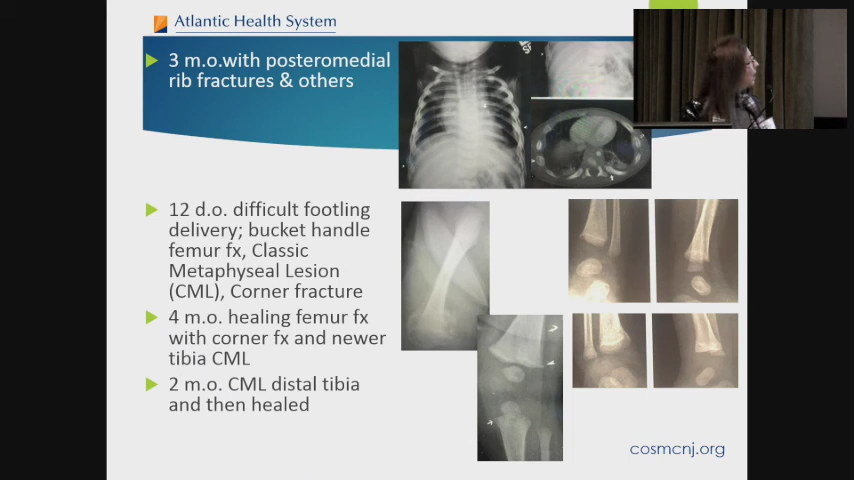 Atlantic Health System
3 m.o.with posteromedial
rib fractures & others
12 d.o. difficult footling
delivery; bucket handle
femur fx, Classic
Metaphyseal Lesion
(CML), Corner fracture
4 m.o. healing femur fx
with corner fx and newer
tibia CML
2 m.o. CML distal tibia
and then healed
cosmcnj.org